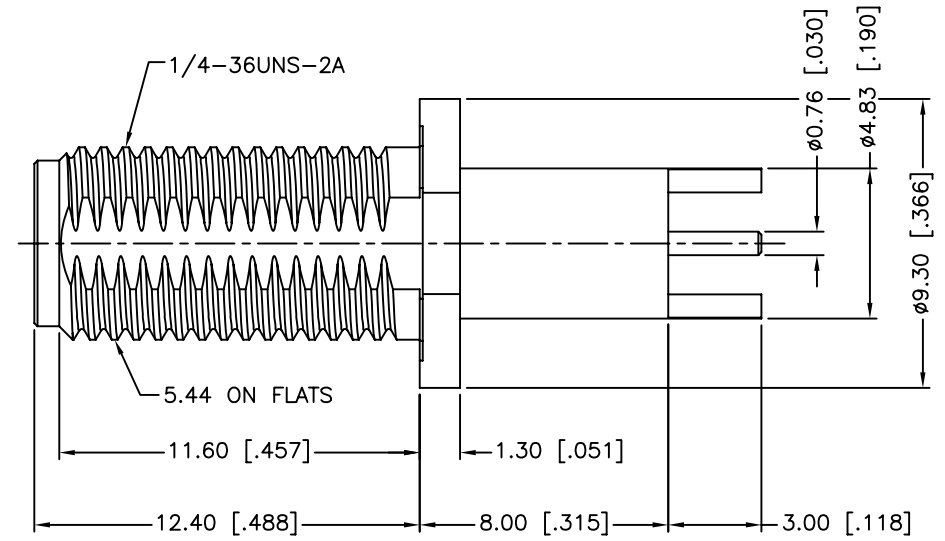 1/4-36UNS-2A
ø0.76 [.030]
ø4.83 [.190]
ø9.30 [.366]
5.44 ON FLATS
11.60 [.457]
1.30 [.051]
12.40 [.488]
8.00 [.315]
3.00 [.118]